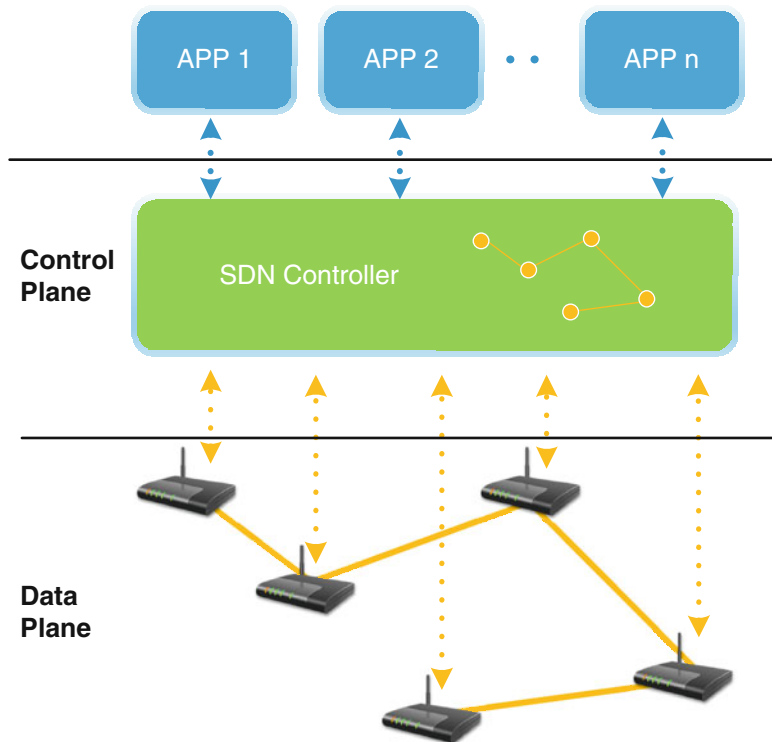 APP 1
APP 2
APP n
Control
Plane
SDN Controller
Data
Plane